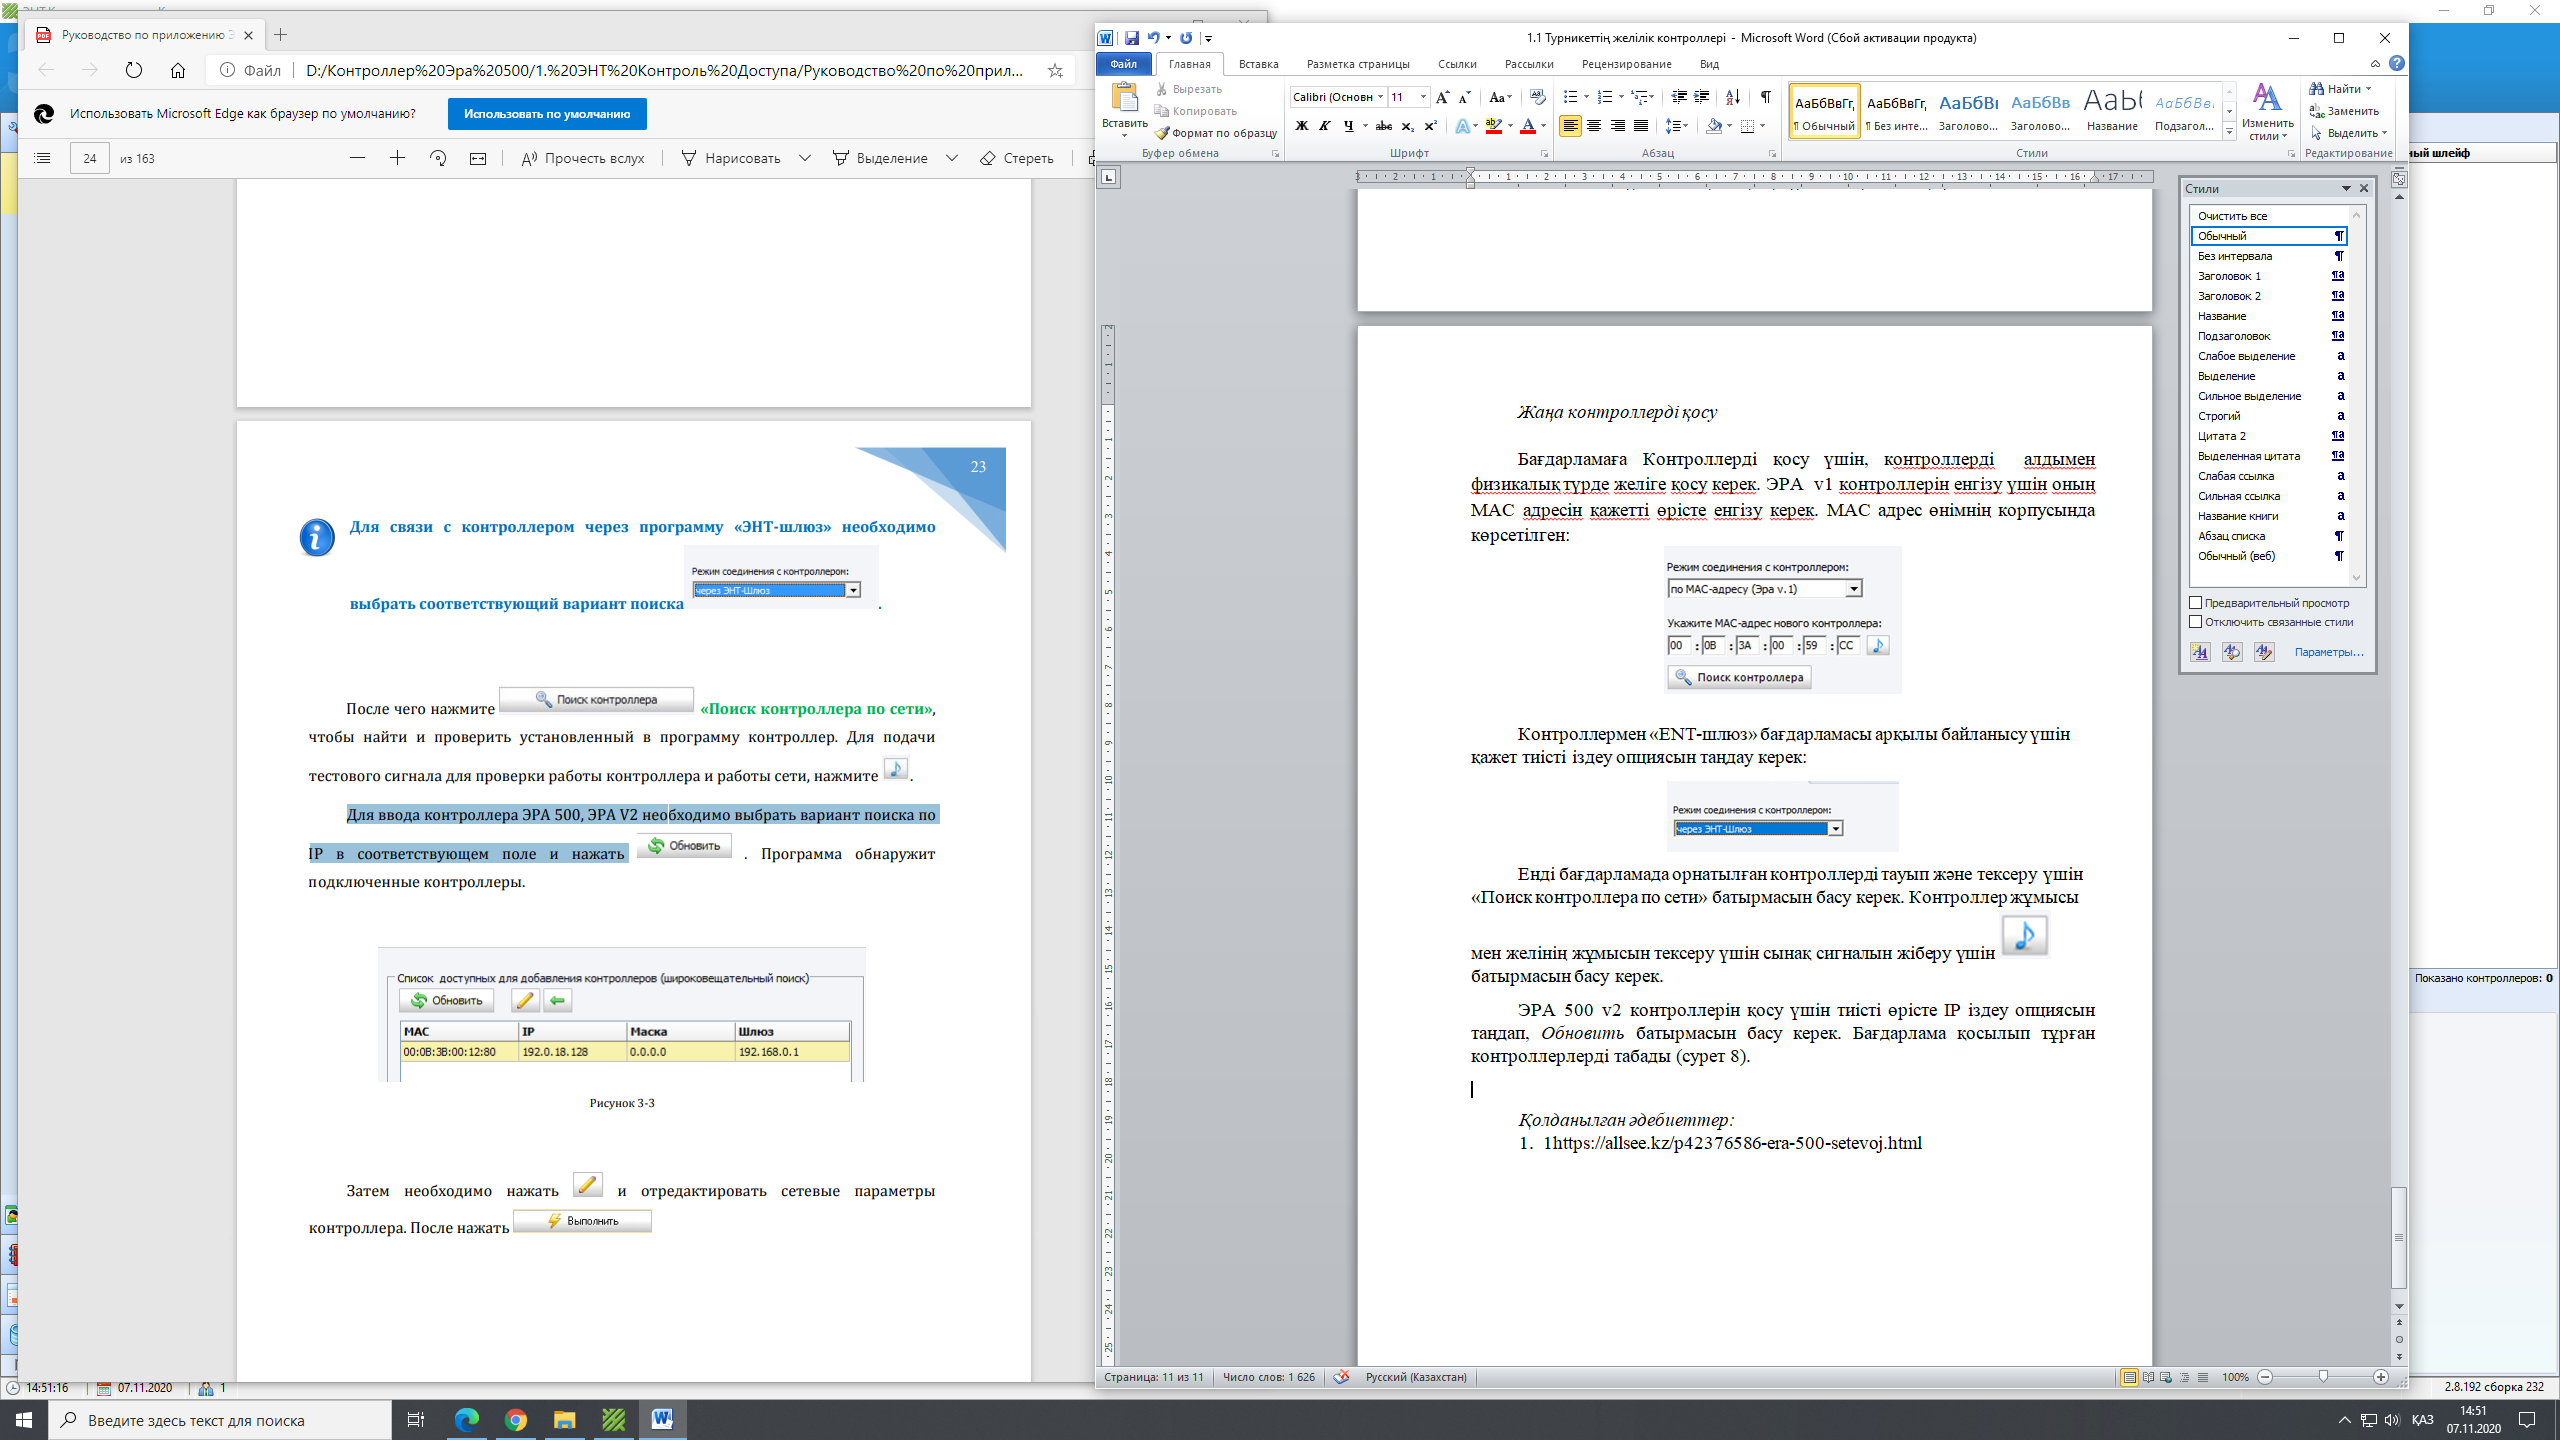 Руководство по приложению Э
Файл
D:/Контроллер%20Эра%20500/1.%20ЭНТ%20Контроль%20Доступа/Руководство%20по%20прил...
Использовать Microsoft Edge как браузер по умолчанию?
Использовать по умолчанию
24 из 163
Прочесть вслух
Нарисовать
Выделение
Стереть
23
Для связи с контроллером через программу «ЭНТ-шлюз» необходимо
Режим соединения с контроллером:
через ЭНТ-Шлюз
выбрать соответствующий вариант поиска .
После чего нажмите Поиск контроллера «Поиск контроллера по сети»,
чтобы найти и проверить установленный в программу контроллер. Для подачи
тестового сигнала для проверки работы контроллера и работы сети, нажмите .
Для ввода контроллера ЭРА 500, ЭРА V2 необходимо выбрать вариант поиска по
IP в соответствующем поле и нажать Обновить . Программа обнаружит
подключенные контроллеры.
Список доступных для добавления контроллеров (широковещательный поиск)
Обновить
MAC IP Маска Шлюз
00:0B:3B:00:12:80 192.0.18.128 0.0.0.0 192.168.0.1
Рисунок 3-3
Затем необходимо нажать и отредактировать сетевые параметры
контроллера. После нажать Выполнить
1.1 Турникеттің желілік контроллері - Microsoft Word (Сбой активации продукта)
Файл Главная Вставка Разметка страницы Ссылки Рассылки Рецензирование Вид
Вставить
Вырезать
Копировать
Формат по образцу
Буфер обмена
Calibri (Основн 11
Шрифт
Абзац
АаБбВвГг, АаБбВвГг, АаБбВі АаБбВв АаЬ АаБбВвІ
¶ Обычный ¶ Без инте... Заголово... Заголово... Название Подзагол...
Изменить стили
Стили
Найти
Заменить
Выделить
Редактирование
Жаңа контроллерді қосу
Бағдарламаға Контроллерді қосу үшін, контроллерді алдымен
физикалық түрде желіге қосу керек. ЭРА v1 контроллерін енгізу үшін оның
MAC адресін қажетті өрісте енгізу керек. MAC адрес өнімнің корпусында
көрсетілген:
Режим соединения с контроллером:
по MAC-адресу (Эра v.1)
Укажите MAC-адрес нового контроллера:
00 : 0B : 3A : 00 : 59 : CC
Поиск контроллера
Контроллермен «ENT-шлюз» бағдарламасы арқылы байланысу үшін
қажет тиісті іздеу опциясын таңдау керек:
Режим соединения с контроллером:
через ЭНТ-Шлюз
Енді бағдарламада орнатылған контроллерді тауып және тексеру үшін
«Поиск контроллера по сети» батырмасын басу керек. Контроллер жұмысы
мен желінің жұмысын тексеру үшін сынақ сигналын жіберу үшін
батырмасын басу керек.
ЭРА 500 v2 контроллерін қосу үшін тиісті өрісте IP іздеу опциясын
таңдап, Обновить батырмасын басу керек. Бағдарлама қосылып тұрған
контроллерлерді табады (сурет 8).
Қолданылған әдебиеттер:
1. 1https://allsee.kz/p42376586-era-500-setevoj.html
Страница: 11 из 11
Число слов: 1 626
Русский (Казахстан)
100%
Стили
Очистить все
Обычный
Без интервала
Заголовок 1
Заголовок 2
Название
Подзаголовок
Слабое выделение
Выделение
Сильное выделение
Строгий
Цитата 2
Выделенная цитата
Слабая ссылка
Сильная ссылка
Название книги
Абзац списка
Обычный (веб)
Предварительный просмотр
Отключить связанные стили
Параметры...
ный шлейф
Показано контроллеров: 0
14:51:16 07.11.2020 1
2.8.192 сборка 232
Введите здесь текст для поиска
ҚАЗ
14:51
07.11.2020